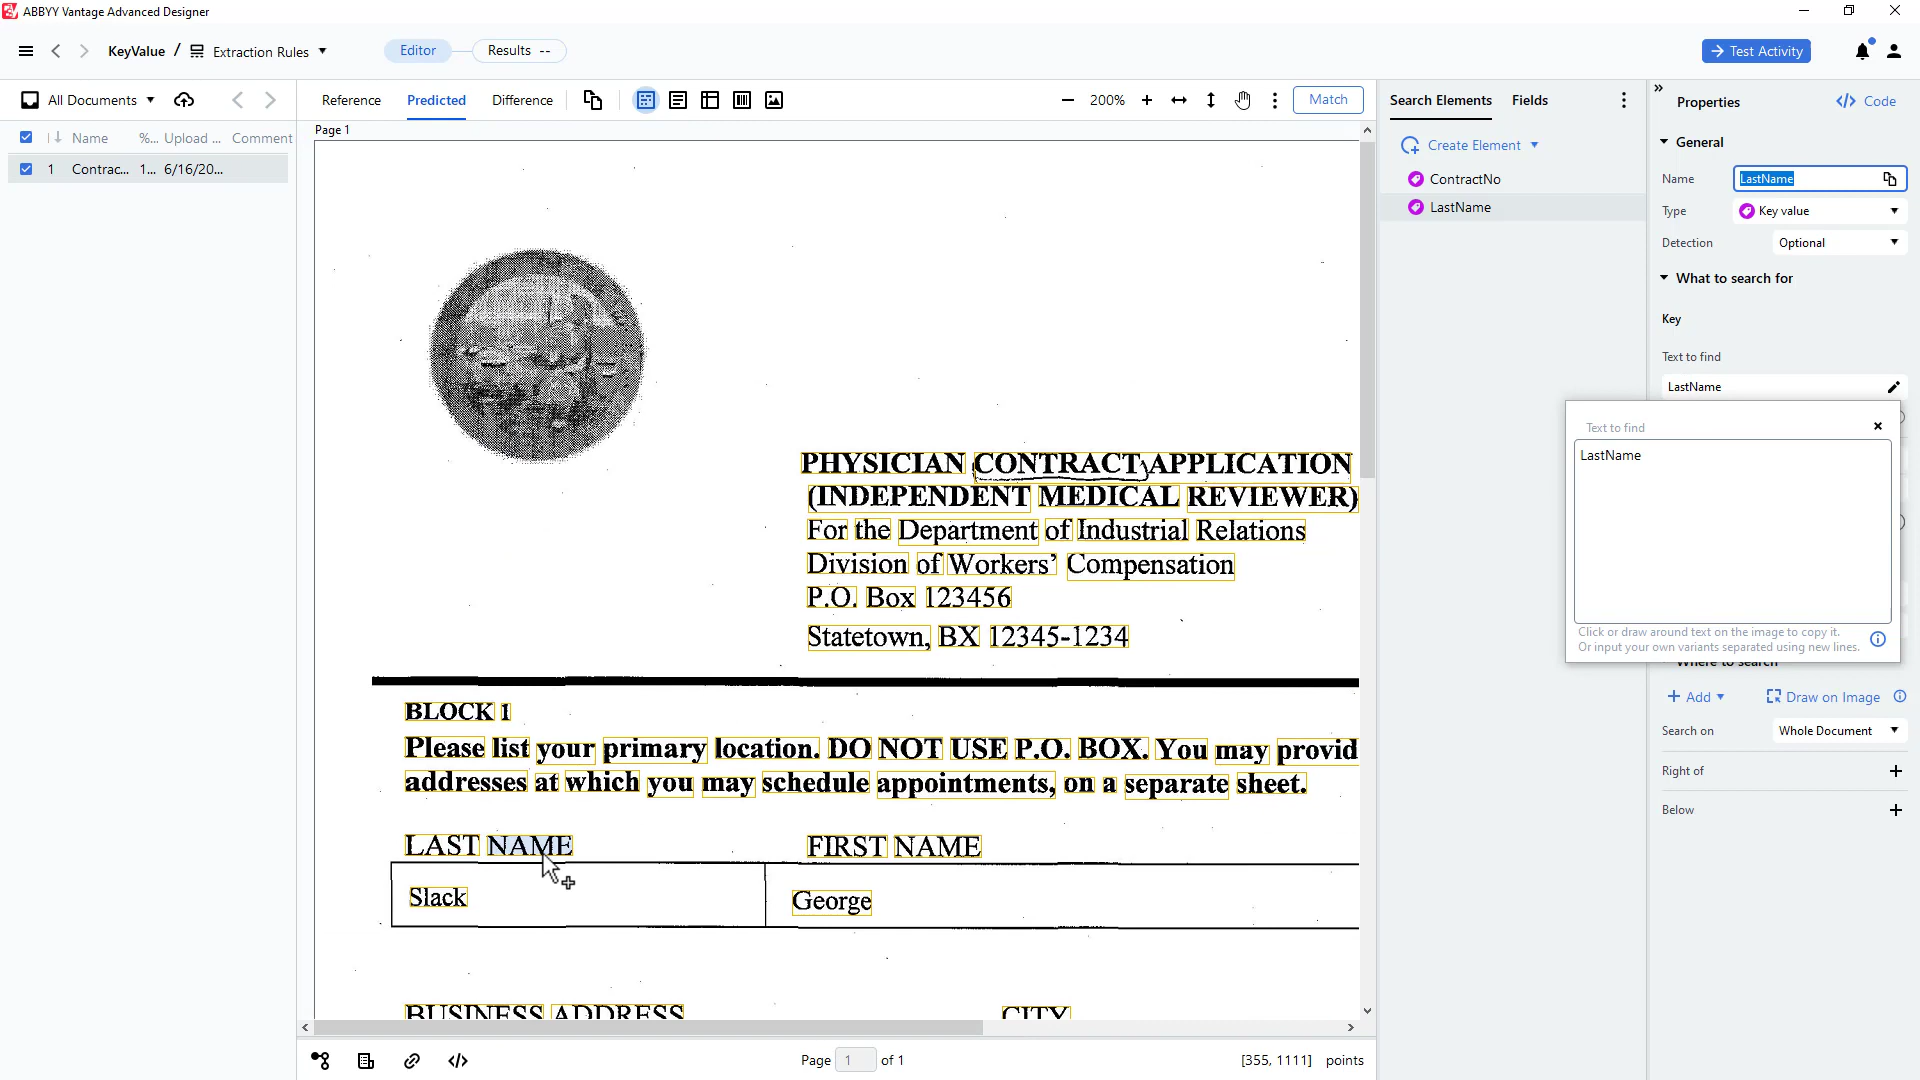 ABBYY Vantage Advanced Designer
KeyValue / Extraction Rules
Editor
Results --
Test Activity
All Documents
Reference
Predicted
Difference
200%
Match
Search Elements
Fields
Properties
Code
Name %... Upload ... Comment
1 Contrac... 1... 6/16/20...
Page 1
PHYSICIAN CONTRACT APPLICATION
(INDEPENDENT MEDICAL REVIEWER)
For the Department of Industrial Relations
Division of Workers' Compensation
P.O. Box 123456
Statetown, BX 12345-1234
BLOCK 1
Please list your primary location. DO NOT USE P.O. BOX. You may provid
addresses at which you may schedule appointments, on a separate sheet.
LAST NAME
FIRST NAME
Slack
George
BUSINESS ADDRESS
CITY
Page 1 of 1
[355, 1111] points
Create Element
ContractNo
LastName
General
Name LastName
Type Key value
Detection Optional
What to search for
Key
Text to find
LastName
Text to find
LastName
Click or draw around text on the image to copy it.
Or input your own variants separated using new lines.
Where to search
Add
Draw on Image
Search on Whole Document
Right of
Below